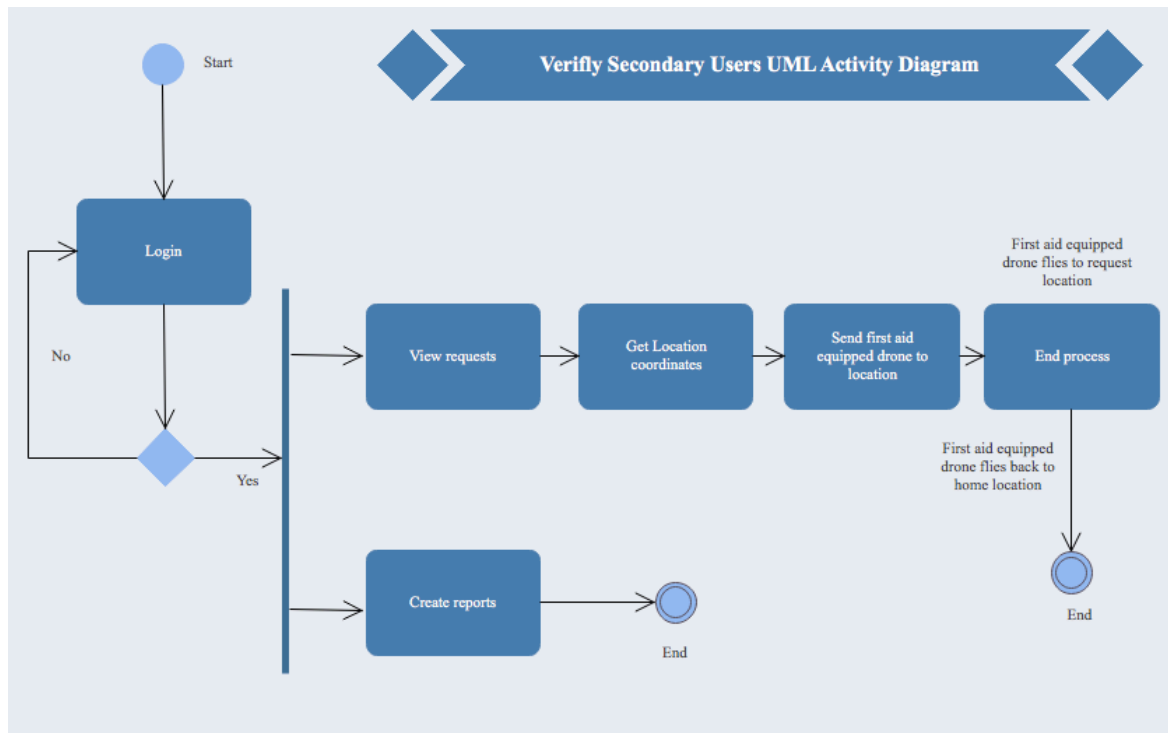 Start
Verifly Secondary Users UML Activity Diagram
Login
No
Yes
View requests
Get Location
coordinates
Send first aid
equipped drone to
location
First aid equipped
drone flies to request
location
End process
First aid equipped
drone flies back to
home location
End
Create reports
End